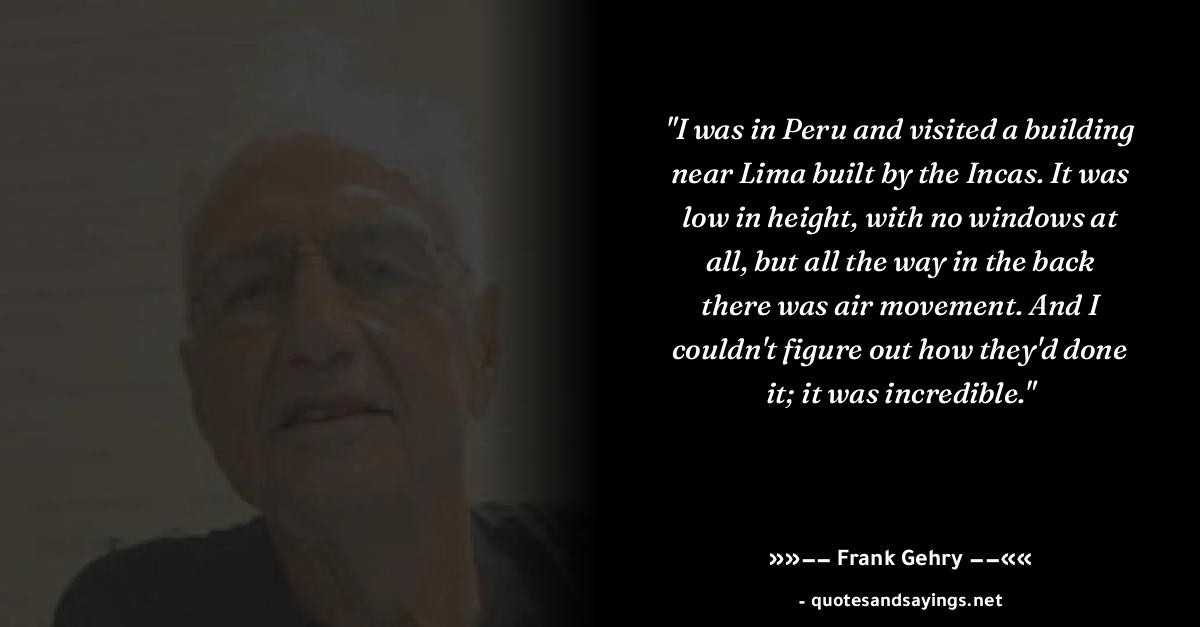 "I was in Peru and visited a building
near Lima built by the Incas. It was
low in height, with no windows at
all, but all the way in the back
there was air movement. And I
couldn't figure out how they'd done
it; it was incredible."
»»−− Frank Gehry −−««
- quotesandsayings.net